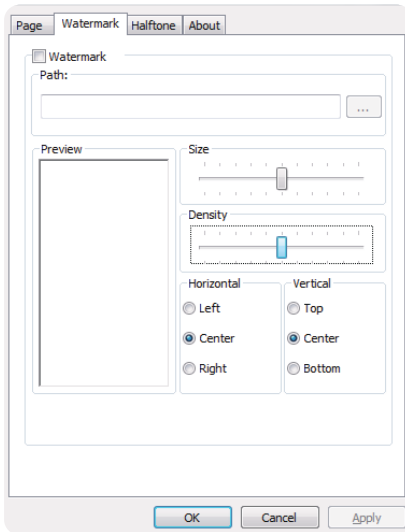 Page Watermark Halftone About
Watermark
Path:
...
Preview
Size
Density
Horizontal
Left
Center
Right
Vertical
Top
Center
Bottom
OK Cancel Apply